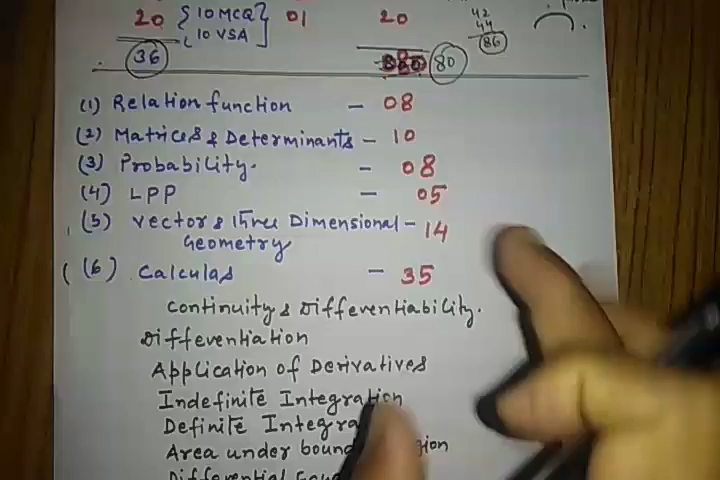 20 { 10 MCQ 10 VSA ] 01 20
42
44
86
36 80
(1) Relation function - 08
(2) Matrices & Determinants - 10
(3) Probability. - 08
(4) LPP - 05
(5) Vector & Three Dimensional - 14
Geometry
(6) Calculas - 35
Continuity & Differentiability.
Differentiation
Application of Derivatives
Indefinite Integration
Definite
Area under